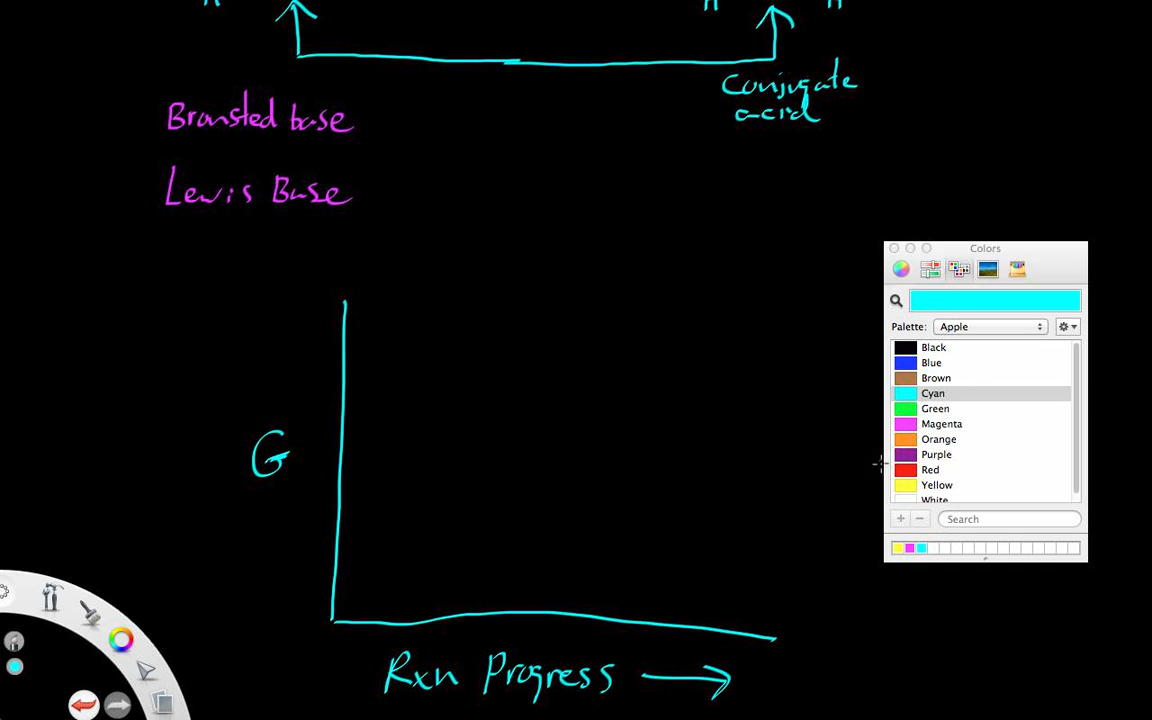 H H H
Conjugate
acid
Bronsted base
Lewis Base
Colors
Palette: Apple
Black
Blue
Brown
Cyan
Green
Magenta
Orange
Purple
Red
Yellow
White
Search
G
Rxn Progress